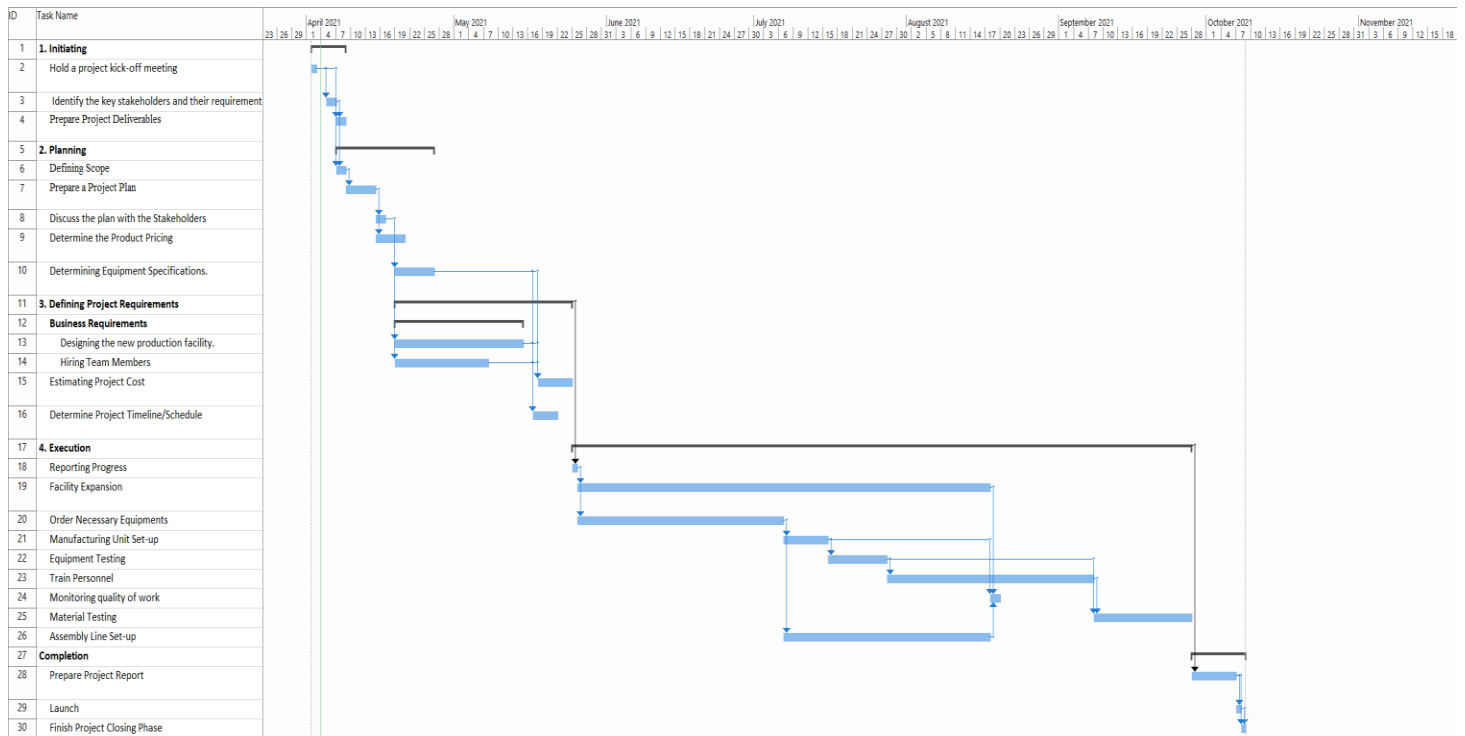 ID Task Name April 2021 May 2021 June 2021 July 2021 August 2021 September 2021 October 2021 November 2021
23 26 29 1 4 7 10 13 16 19 22 25 28 1 4 7 10 13 16 19 22 25 28 31 3 6 9 12 15 18 21 24 27 30 3 6 9 12 15 18 21 24 27 30 2 5 8 11 14 17 20 23 26 29 1 4 7 10 13 16 19 22 25 28 1 4 7 10 13 16 19 22 25 28 31 3 6 9 12 15 18
1 1. Initiating
2 Hold a project kick-off meeting
3 Identify the key stakeholders and their requirement
4 Prepare Project Deliverables
5 2. Planning
6 Defining Scope
7 Prepare a Project Plan
8 Discuss the plan with the Stakeholders
9 Determine the Product Pricing
10 Determining Equipment Specifications.
11 3. Defining Project Requirements
12 Business Requirements
13 Designing the new production facility.
14 Hiring Team Members
15 Estimating Project Cost
16 Determine Project Timeline/Schedule
17 4. Execution
18 Reporting Progress
19 Facility Expansion
20 Order Necessary Equipments
21 Manufacturing Unit Set-up
22 Equipment Testing
23 Train Personnel
24 Monitoring quality of work
25 Material Testing
26 Assembly Line Set-up
27 Completion
28 Prepare Project Report
29 Launch
30 Finish Project Closing Phase